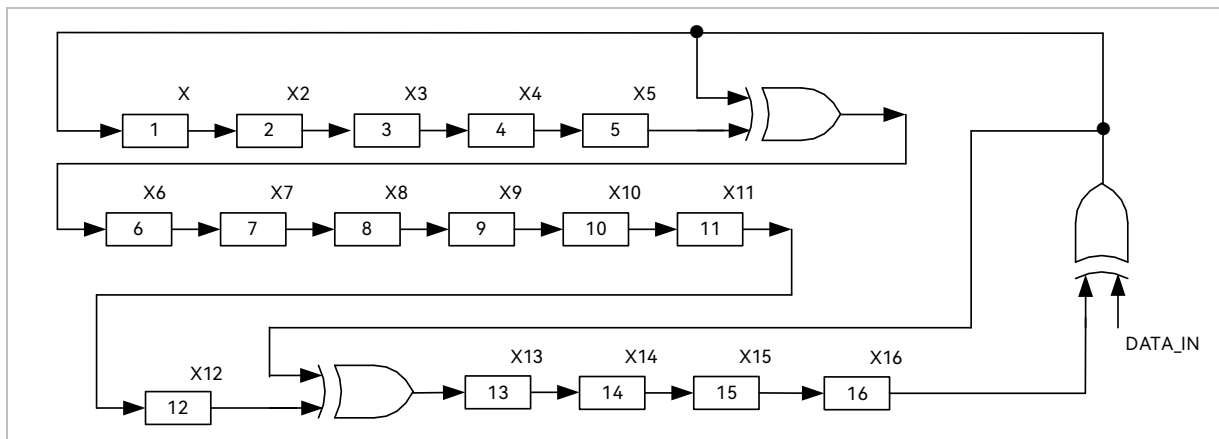 X X2 X3 X4 X5
1 2 3 4 5
X6 X7 X8 X9 X10 X11
6 7 8 9 10 11
DATA_IN
X12 X13 X14 X15 X16
12 13 14 15 16